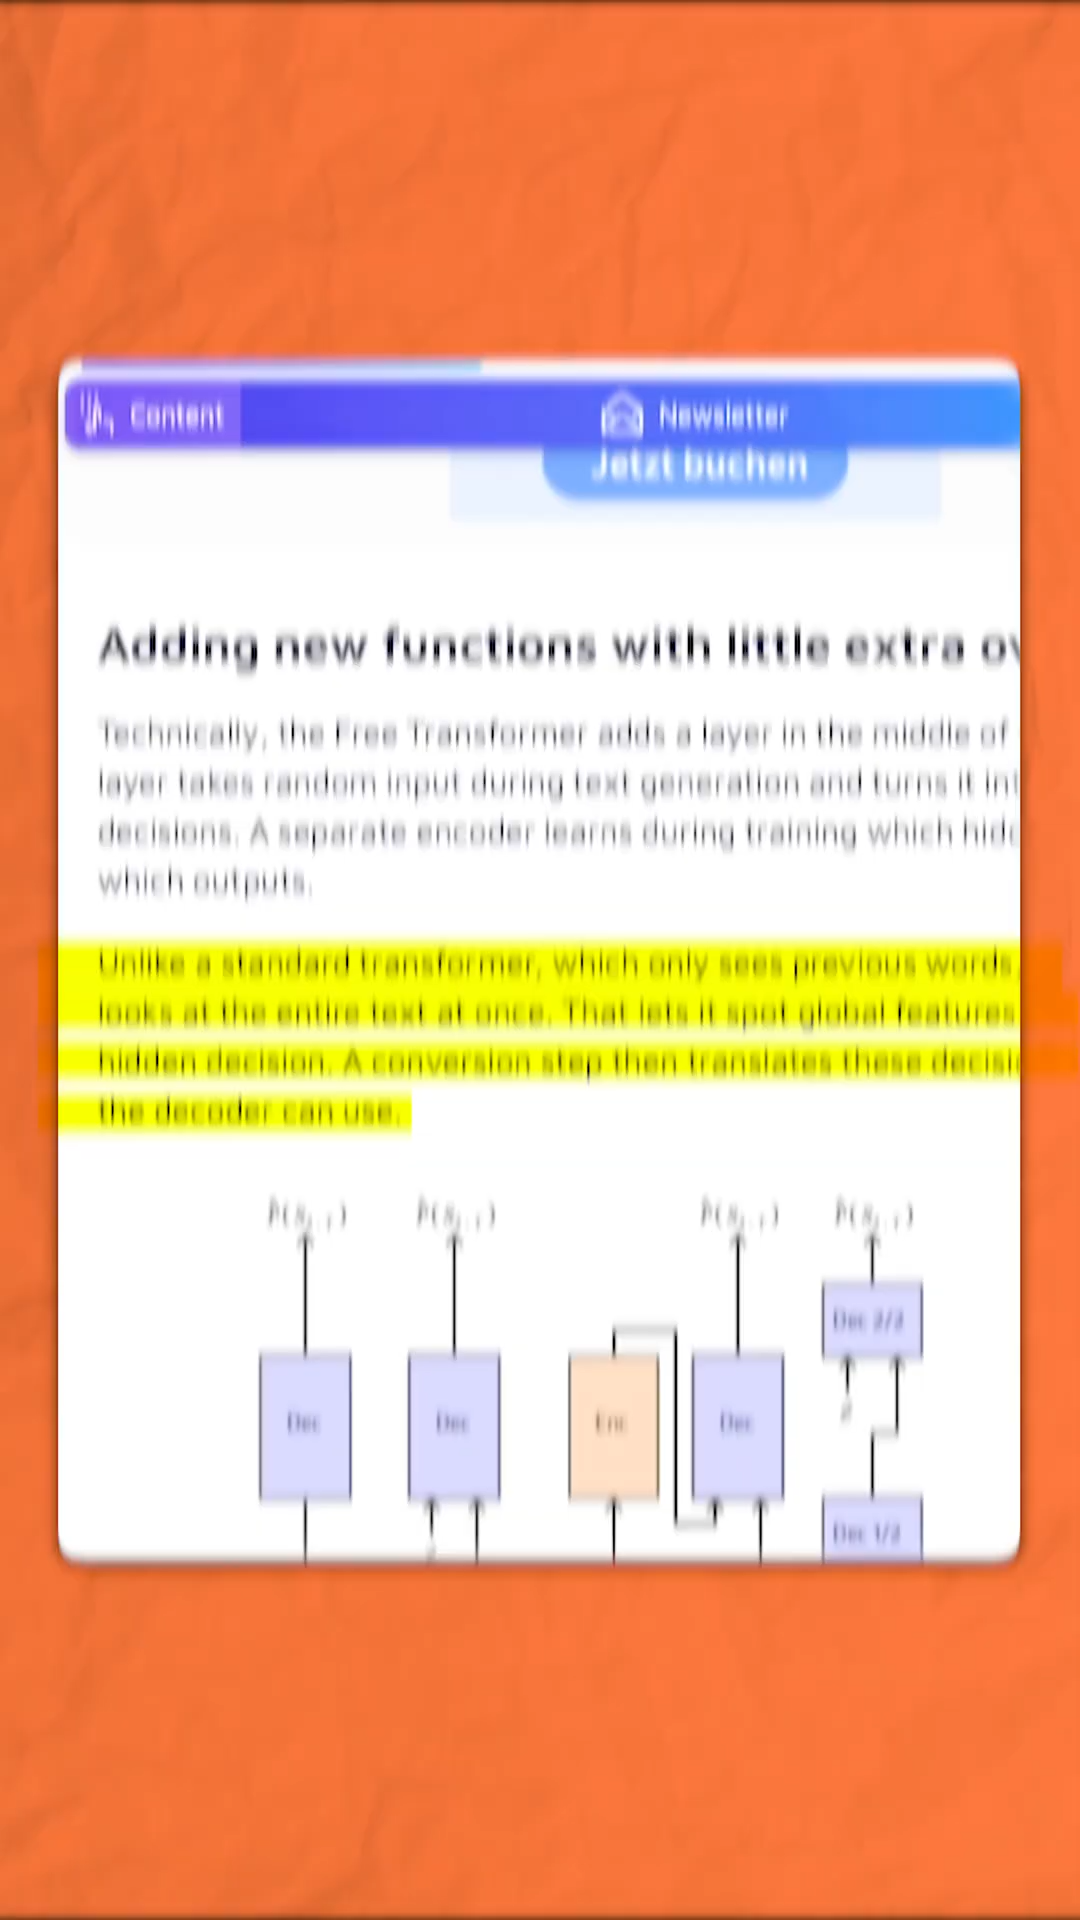 Content
Newsletter
Jetzt buchen
Adding new functions with little extra
Technically, the Free Transformer adds a layer in the middle of
layer takes random input during text generation and turns it
decisions. A separate encoder learns during training which
which outputs.
Unlike a standard transformer, which only sees previous words,
looks at the entire text at once. That lets it spot global features
hidden decision. A conversion step then translates these
the decoder can use.
Dec 2/2
Dec
Dec
Enc
Dec
Dec 1/2